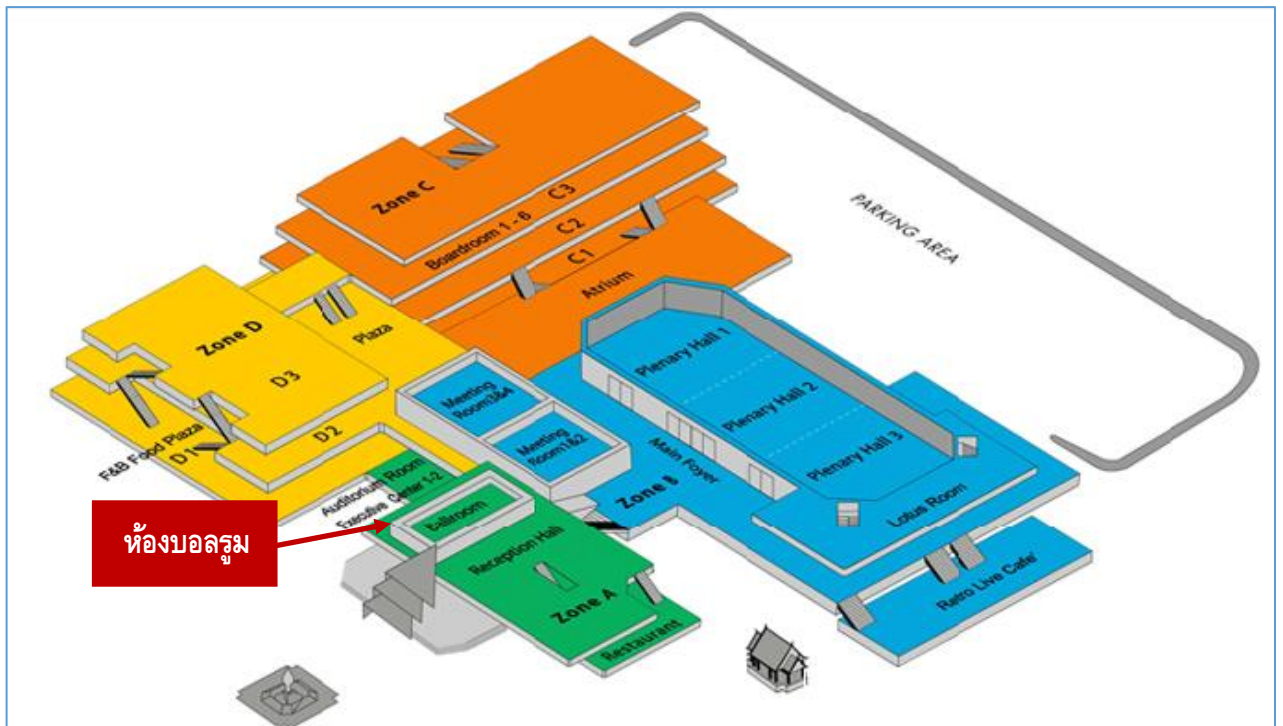 Zone C
C3
Boardroom 1 - 6
C2
C1
Atrium
PARKING AREA
Zone D
D3
Plaza
D2
F&B Food Plaza
D1
Meeting
Room3&4
Meeting
Room1&2
Plenary Hall 1
Plenary Hall 2
Plenary Hall 3
Main Foyer
Zone B
Lotus Room
Retro Live Cafe'
Auditorium Room
Executive Center 1-2
Ballroom
Reception Hall
Zone A
Restaurant
ห้องบอลรูม